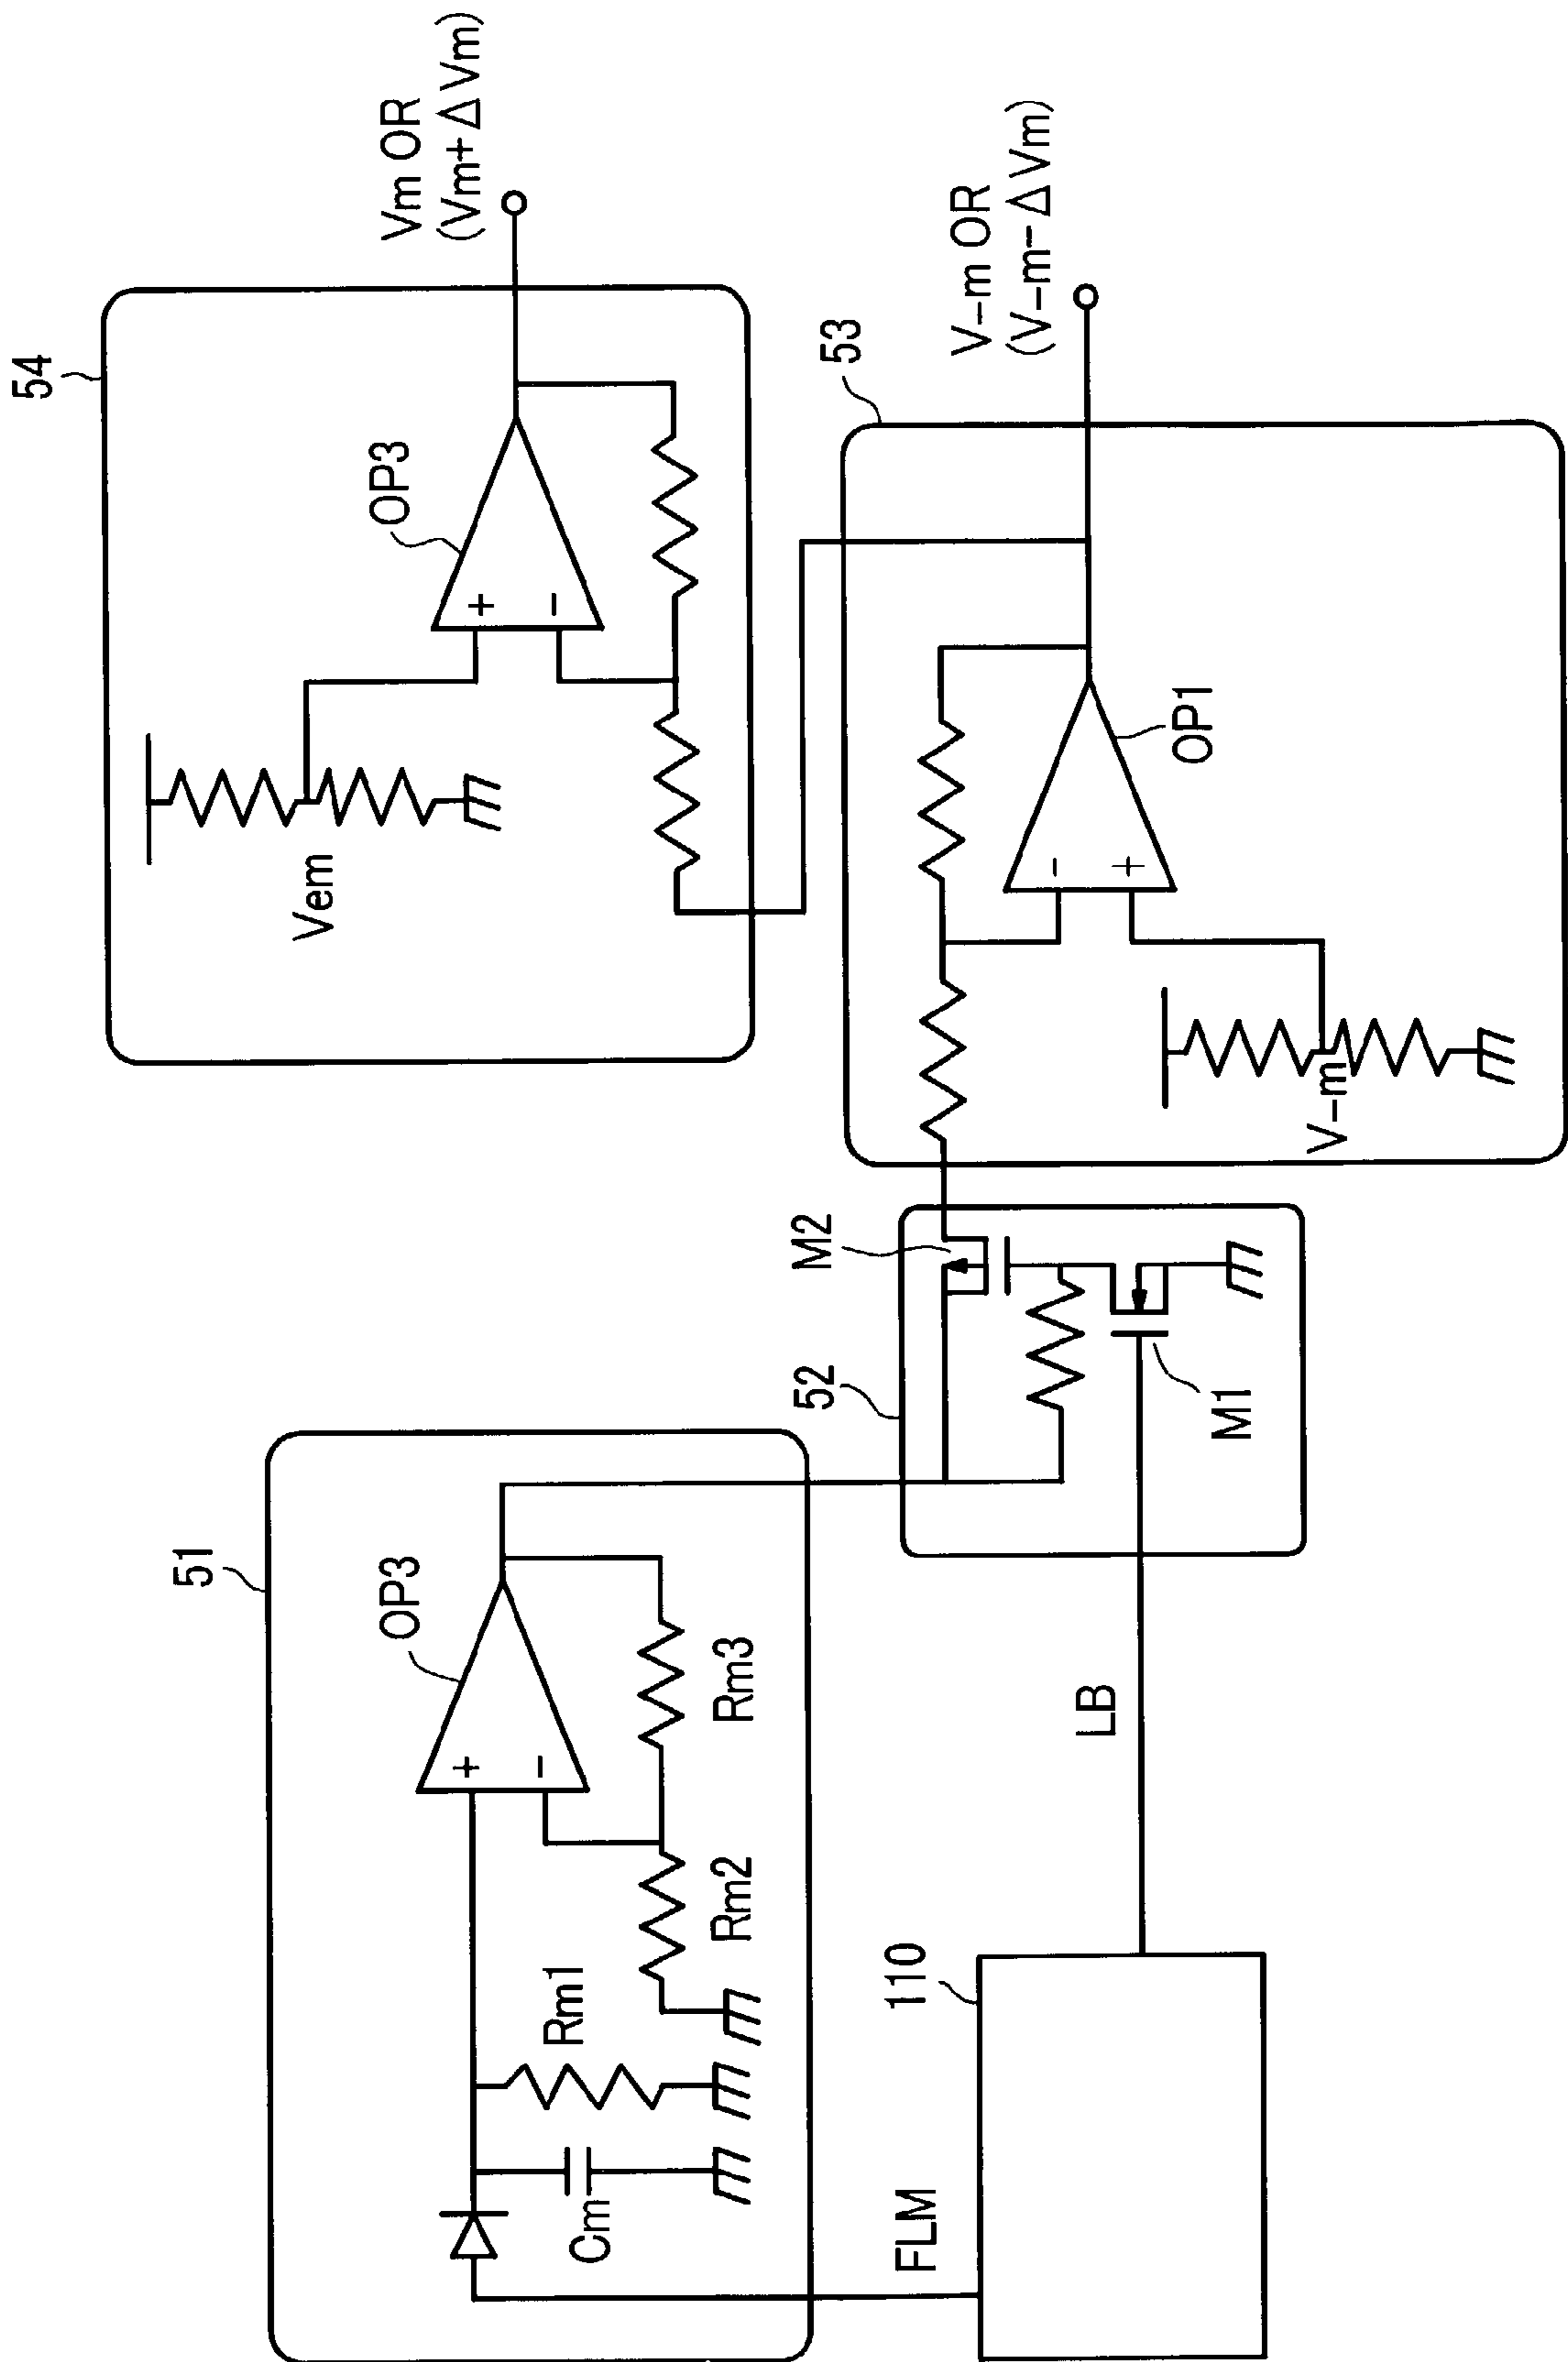 54
Vm OR
(Vm+ΔVm)
OP3
+
-
Vem
53
V-m OR
(V-m-ΔVm)
OP1
-
+
V-m
M2
52
M1
51
OP3
+
-
Rm3
Rm2
Rm1
Cm
LB
110
FLM